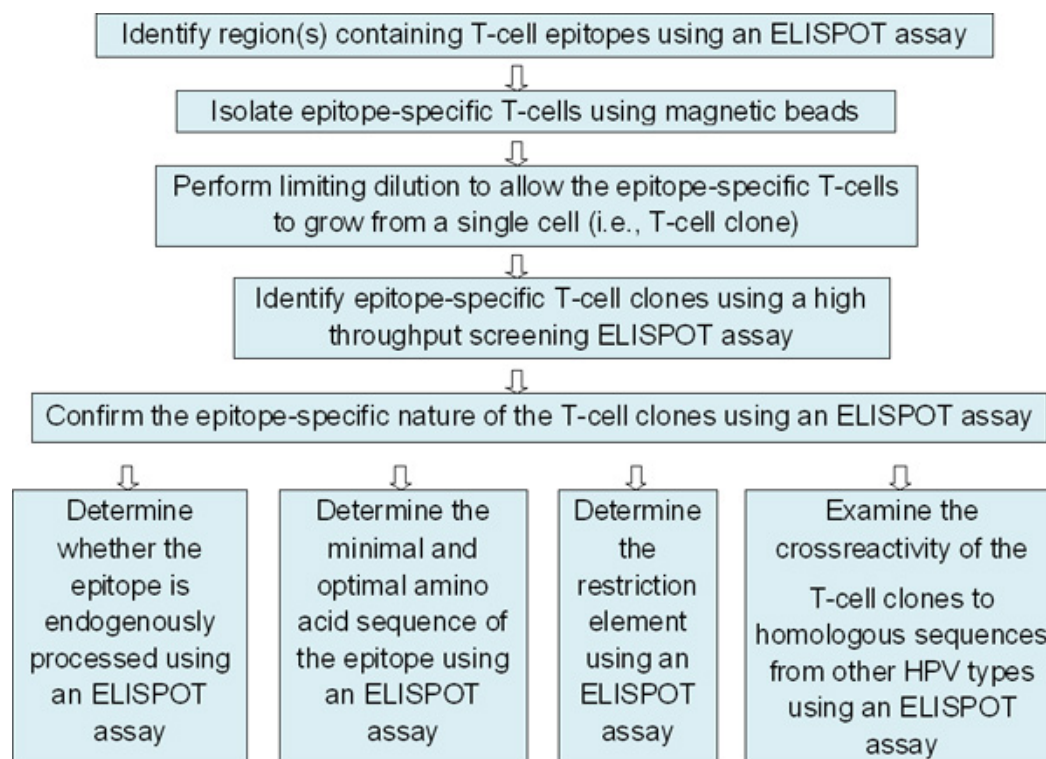 Identify region(s) containing T-cell epitopes using an ELISPOT assay
Isolate epitope-specific T-cells using magnetic beads
Perform limiting dilution to allow the epitope-specific T-cells
to grow from a single cell (i.e., T-cell clone)
Identify epitope-specific T-cell clones using a high
throughput screening ELISPOT assay
Confirm the epitope-specific nature of the T-cell clones using an ELISPOT assay
Determine
whether the
epitope is
endogenously
processed using
an ELISPOT
assay
Determine the
minimal and
optimal amino
acid sequence of
the epitope using
an ELISPOT
assay
Determine
the
restriction
element
using an
ELISPOT
assay
Examine the
crossreactivity of the
T-cell clones to
homologous sequences
from other HPV types
using an ELISPOT
assay